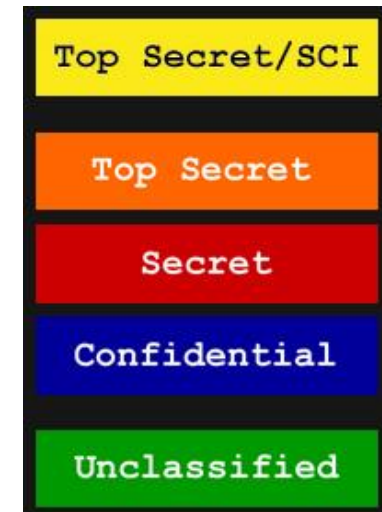 Top Secret/SCI
Top Secret
Secret
Confidential
Unclassified